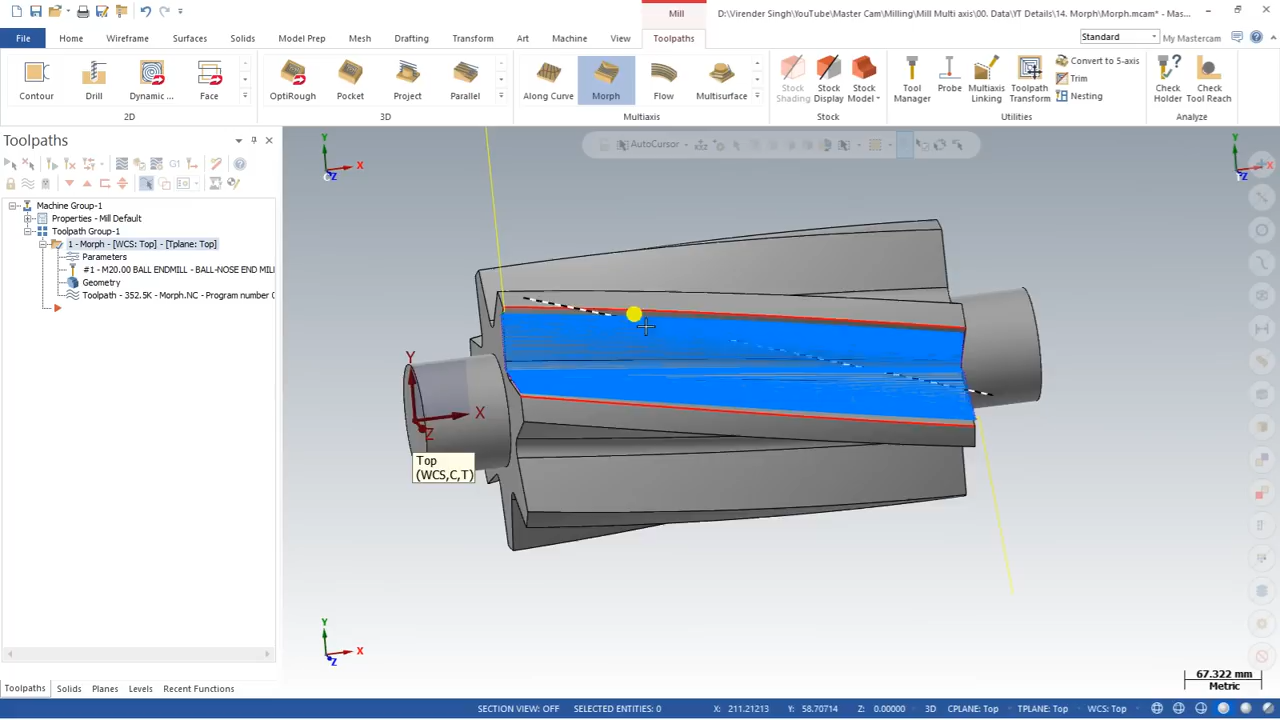 Mill
D:\Virender Singh\YouTube\Master Cam\Milling\Mill Multi axis\00. Data\YT Details\14. Morph\Morph.mcam* - Mas...
File
Home
Wireframe
Surfaces
Solids
Model Prep
Mesh
Drafting
Transform
Art
Machine
View
Toolpaths
Standard
My Mastercam
Contour
Drill
Dynamic ...
Face
OptiRough
Pocket
Project
Parallel
Along Curve
Morph
Flow
Multisurface
Stock Shading
Stock Display
Stock Model
Tool Manager
Probe
Multiaxis Linking
Toolpath Transform
Convert to 5-axis
Trim
Nesting
Check Holder
Check Tool Reach
2D
3D
Multiaxis
Stock
Utilities
Analyze
Toolpaths
AutoCursor
G1
Machine Group-1
Properties - Mill Default
Toolpath Group-1
1 - Morph - [WCS: Top] - [Tplane: Top]
Parameters
#1 - M20.00 BALL ENDMILL - BALL-NOSE END MIL
Geometry
Toolpath - 352.5K - Morph.NC - Program number 0
Y
X
Z
Y
X
Z
Y
X
Z
Top
(WCS,C,T)
Y
X
Z
67.322 mm
Metric
Toolpaths
Solids
Planes
Levels
Recent Functions
SECTION VIEW: OFF
SELECTED ENTITIES: 0
X: 211.21213
Y: 58.70714
Z: 0.00000
3D
CPLANE: Top
TPLANE: Top
WCS: Top